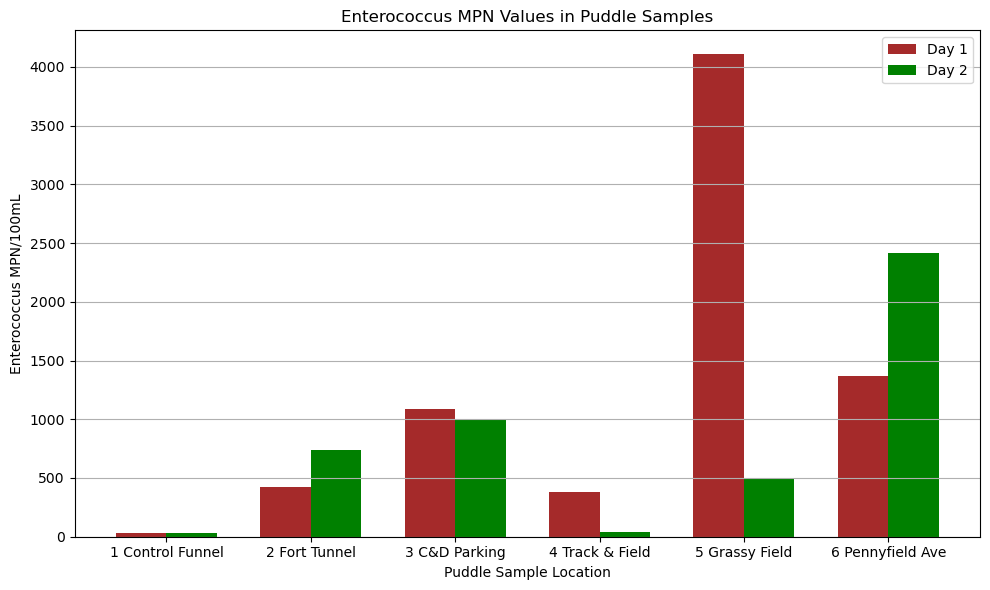 Enterococcus MPN Values in Puddle Samples
Day 1
Day 2
Enterococcus MPN/100mL
4000
3500
3000
2500
2000
1500
1000
500
0
1 Control Funnel
2 Fort Tunnel
3 C&D Parking
4 Track & Field
5 Grassy Field
6 Pennyfield Ave
Puddle Sample Location